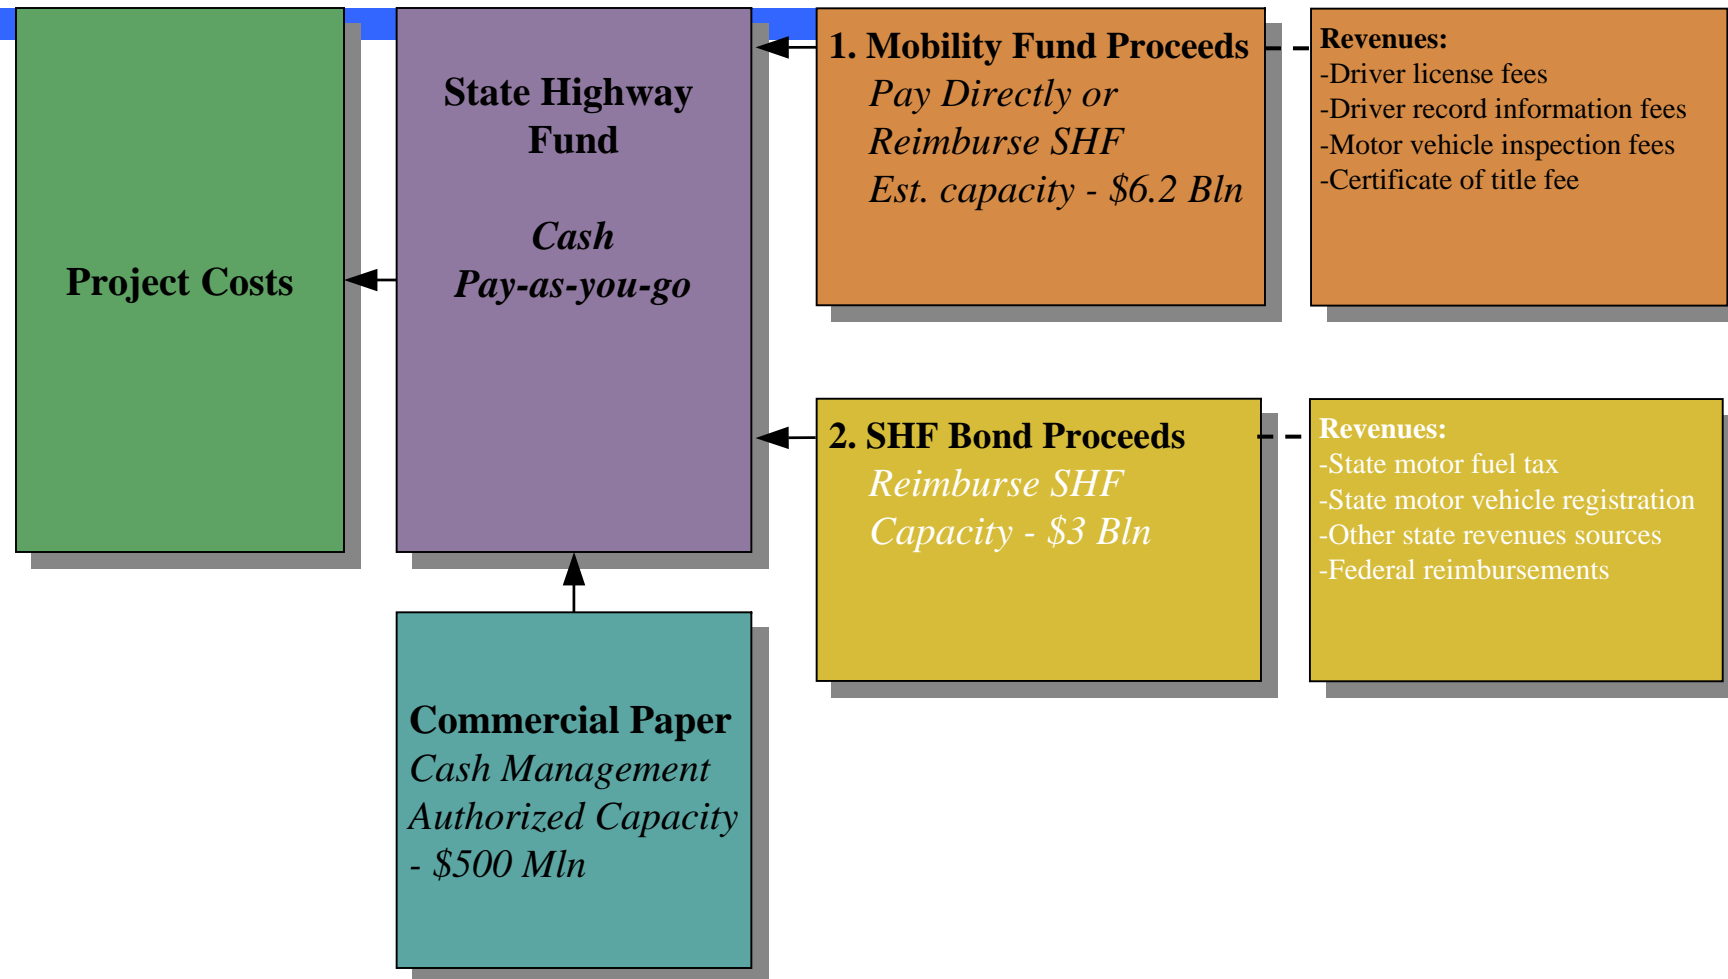 Project Costs
State Highway
Fund
Cash
Pay-as-you-go
1. Mobility Fund Proceeds
Pay Directly or
Reimburse SHF
Est. capacity - $6.2 Bln
Revenues:
-Driver license fees
-Driver record information fees
-Motor vehicle inspection fees
-Certificate of title fee
2. SHF Bond Proceeds
Reimburse SHF
Capacity - $3 Bln
Revenues:
-State motor fuel tax
-State motor vehicle registration
-Other state revenues sources
-Federal reimbursements
Commercial Paper
Cash Management
Authorized Capacity
- $500 Mln